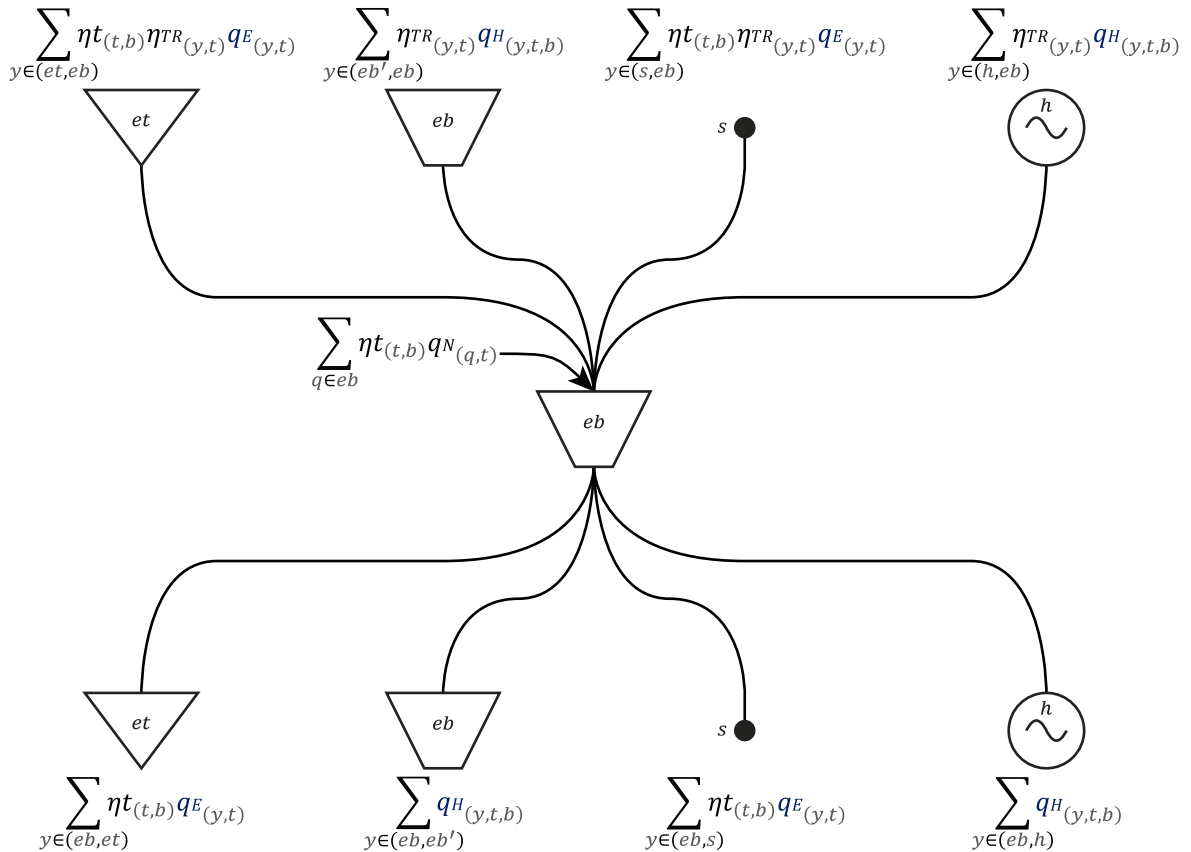 ∑ ηt(t,b) ηTR(y,t) qE(y,t)
y∈(et,eb)
∑ ηTR(y,t) qH(y,t,b)
y∈(eb′,eb)
∑ ηt(t,b) ηTR(y,t) qE(y,t)
y∈(s,eb)
∑ ηTR(y,t) qH(y,t,b)
y∈(h,eb)
et
eb
s
h
∑ ηt(t,b) qN(q,t)
q∈eb
eb
et
eb
s
h
∑ ηt(t,b) qE(y,t)
y∈(eb,et)
∑ qH(y,t,b)
y∈(eb,eb′)
∑ ηt(t,b) qE(y,t)
y∈(eb,s)
∑ qH(y,t,b)
y∈(eb,h)